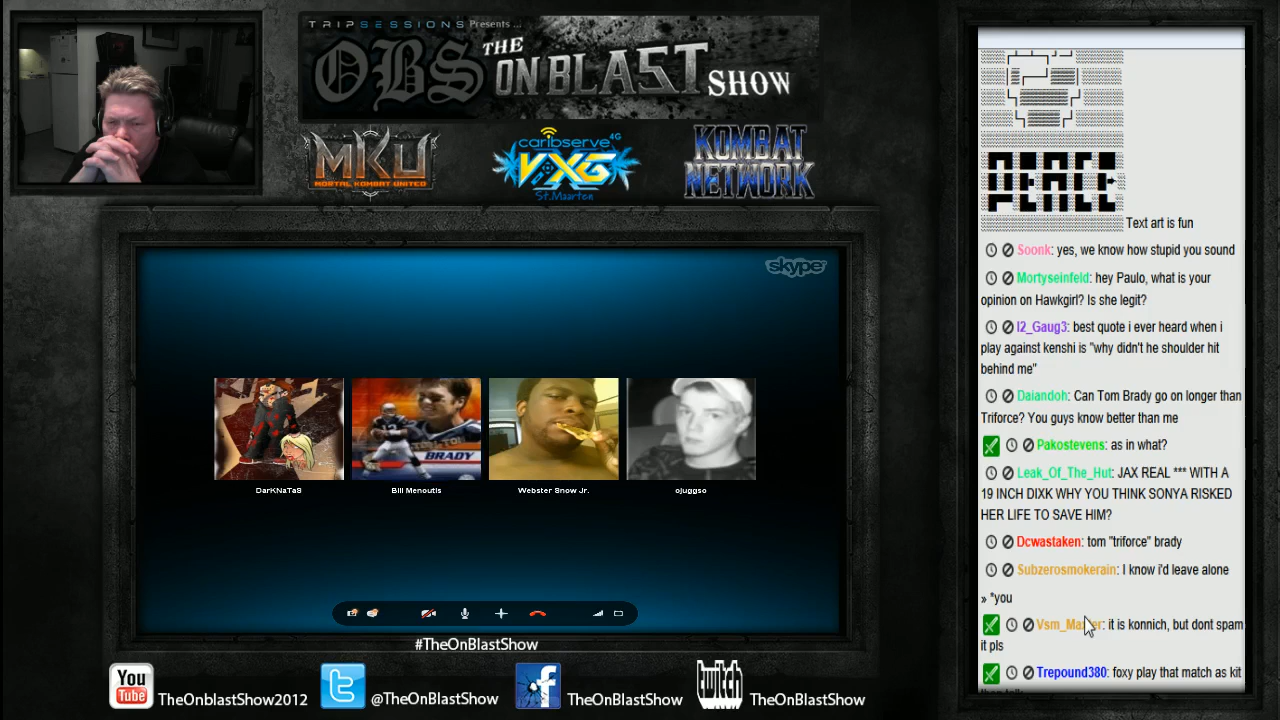 TRIPSESSIONS Presents ...
OBS THE ON BLAST SHOW
MKU
MORTAL KOMBAT UNITED
caribserve 4G
VXG
St.Maarten
KOMBAT
NETWORK
skype
BRADY
DarKNaTaS
Bill Menoutis
Webster Snow Jr.
ojuggso
#TheOnBlastShow
You
Tube
TheOnblastShow2012
@TheOnBlastShow
TheOnBlastShow
twitch
TheOnBlastShow
Text art is fun
Soonk: yes, we know how stupid you sound
Mortyseinfeld: hey Paulo, what is your
opinion on Hawkgirl? Is she legit?
I2_Gaug3: best quote i ever heard when i
play against kenshi is "why didn't he shoulder hit
behind me"
Daiandoh: Can Tom Brady go on longer than
Triforce? You guys know better than me
Pakostevens: as in what?
Leak_Of_The_Hut: JAX REAL *** WITH A
19 INCH DIXK WHY YOU THINK SONYA RISKED
HER LIFE TO SAVE HIM?
Dcwastaken: tom "triforce" brady
Subzerosmokerain: I know i'd leave alone
» *you
Vsm_Master: it is konnich, but dont spam
it pls
Trepound380: foxy play that match as kit